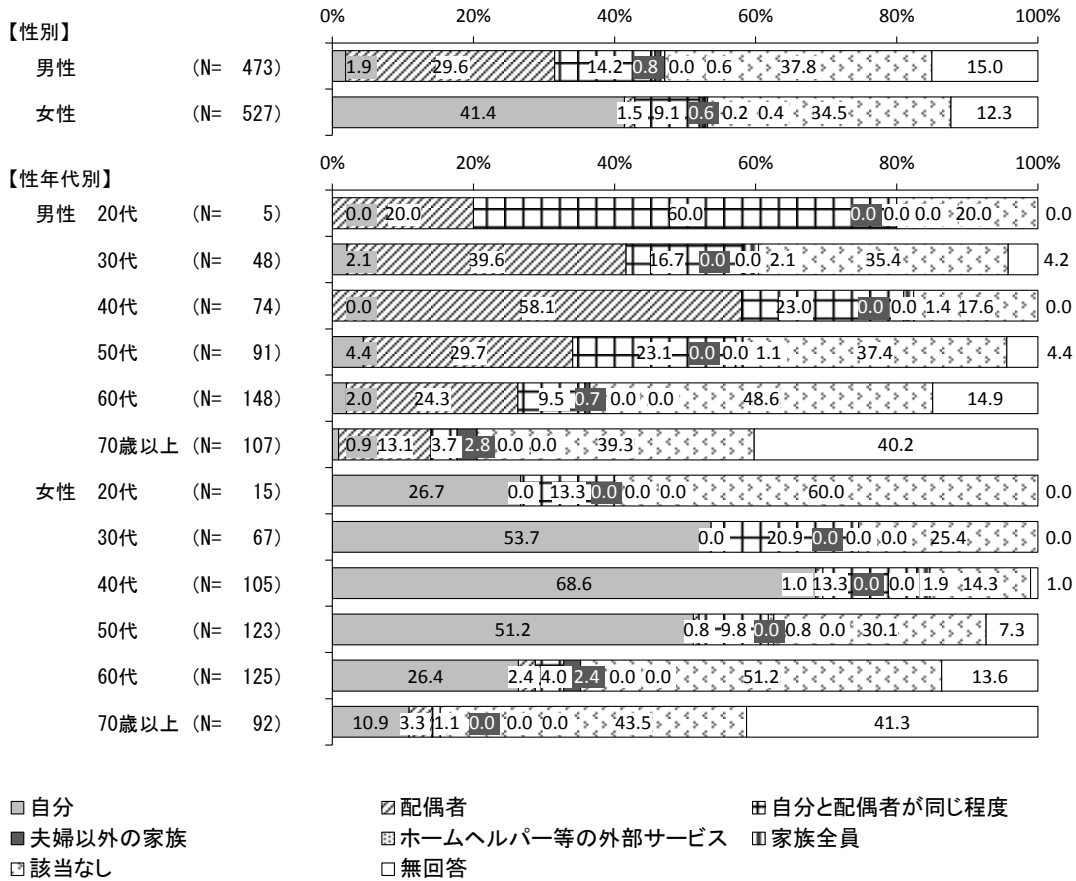 0% 20% 40% 60% 80% 100%
【性別】
男性 (N= 473) 1.9 29.6 14.2 0.8 0.0 0.6 37.8 15.0
女性 (N= 527) 41.4 1.5 9.1 0.6 0.2 0.4 34.5 12.3
0% 20% 40% 60% 80% 100%
【性年代別】
男性 20代 (N= 5) 0.0 20.0 60.0 0.0 0.0 0.0 20.0 0.0
30代 (N= 48) 2.1 39.6 16.7 0.0 0.0 2.1 35.4 4.2
40代 (N= 74) 0.0 58.1 23.0 0.0 0.0 1.4 17.6 0.0
50代 (N= 91) 4.4 29.7 23.1 0.0 0.0 1.1 37.4 4.4
60代 (N= 148) 2.0 24.3 9.5 0.7 0.0 0.0 48.6 14.9
70歳以上 (N= 107) 0.9 13.1 3.7 2.8 0.0 0.0 39.3 40.2
女性 20代 (N= 15) 26.7 0.0 13.3 0.0 0.0 0.0 60.0 0.0
30代 (N= 67) 53.7 0.0 20.9 0.0 0.0 0.0 25.4 0.0
40代 (N= 105) 68.6 1.0 13.3 0.0 0.0 1.9 14.3 1.0
50代 (N= 123) 51.2 0.8 9.8 0.0 0.8 0.0 30.1 7.3
60代 (N= 125) 26.4 2.4 4.0 2.4 0.0 0.0 51.2 13.6
70歳以上 (N= 92) 10.9 3.3 1.1 0.0 0.0 0.0 43.5 41.3
自分 配偶者 自分と配偶者が同じ程度
夫婦以外の家族 ホームヘルパー等の外部サービス 家族全員
該当なし 無回答